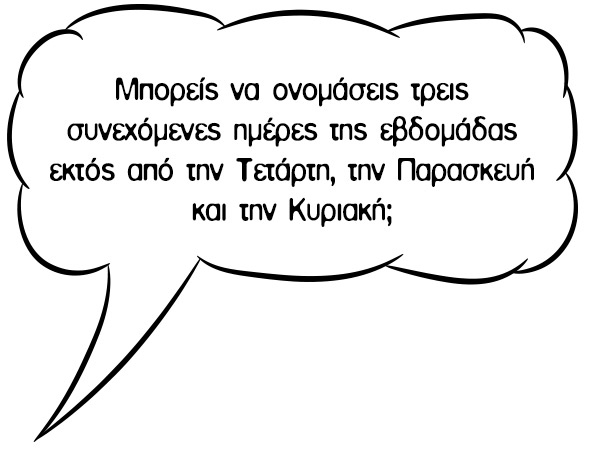 Μπορείς να ονομάσεις τρεις
συνεχόμενες ημέρες της εβδομάδας
εκτός από την Τετάρτη, την Παρασκευή
και την Κυριακή;